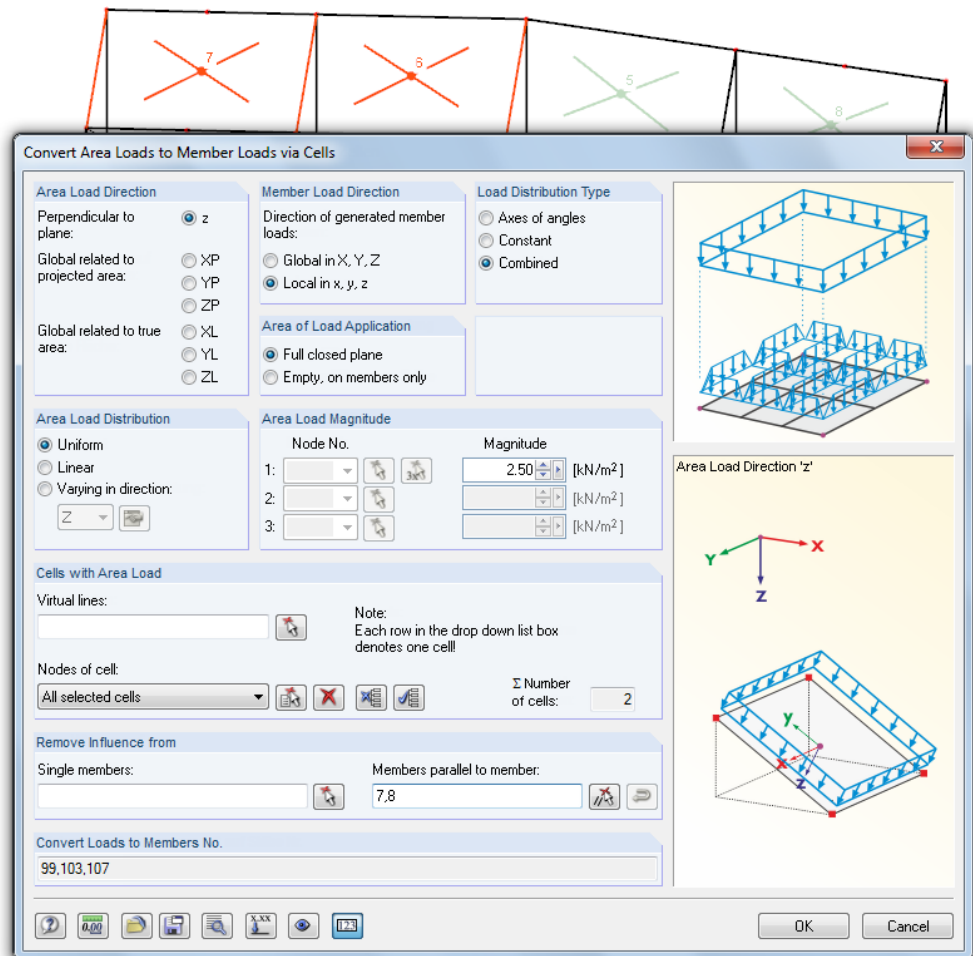 7
6
5
8
Convert Area Loads to Member Loads via Cells
Area Load Direction
Perpendicular to plane:
z
Global related to projected area:
XP
YP
ZP
Global related to true area:
XL
YL
ZL
Member Load Direction
Direction of generated member loads:
Global in X, Y, Z
Local in x, y, z
Load Distribution Type
Axes of angles
Constant
Combined
Area of Load Application
Full closed plane
Empty, on members only
Area Load Distribution
Uniform
Linear
Varying in direction:
Z
Area Load Magnitude
Node No.
Magnitude
1:
3x
2.50 [kN/m²]
2:
[kN/m²]
3:
[kN/m²]
Area Load Direction 'z'
X
Y
Z
y
x
z
Cells with Area Load
Virtual lines:
Note:
Each row in the drop down list box
denotes one cell!
Nodes of cell:
All selected cells
Σ Number
of cells:
2
Remove Influence from
Single members:
Members parallel to member:
7,8
Convert Loads to Members No.
99,103,107
0.00
x.xx
123
OK
Cancel